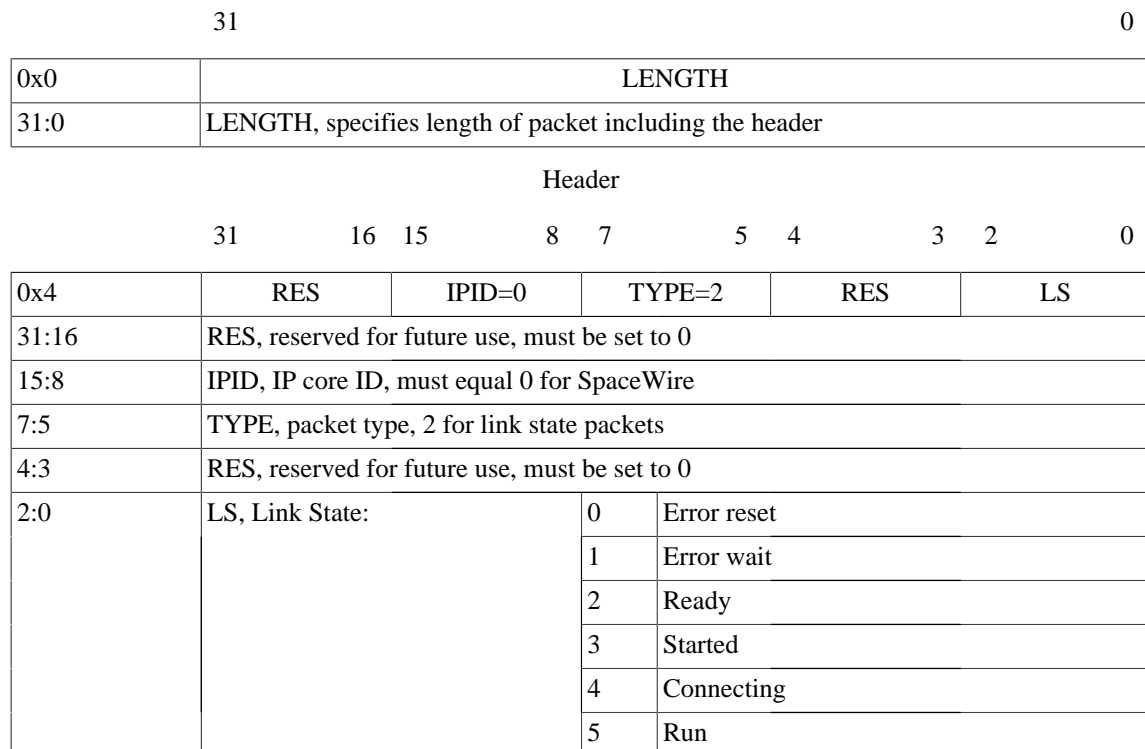 31 0
0x0 LENGTH
31:0 LENGTH, specifies length of packet including the header
Header
31 16 15 8 7 5 4 3 2 0
0x4 RES IPID=0 TYPE=2 RES LS
31:16 RES, reserved for future use, must be set to 0
15:8 IPID, IP core ID, must equal 0 for SpaceWire
7:5 TYPE, packet type, 2 for link state packets
4:3 RES, reserved for future use, must be set to 0
2:0 LS, Link State: 0 Error reset
1 Error wait
2 Ready
3 Started
4 Connecting
5 Run